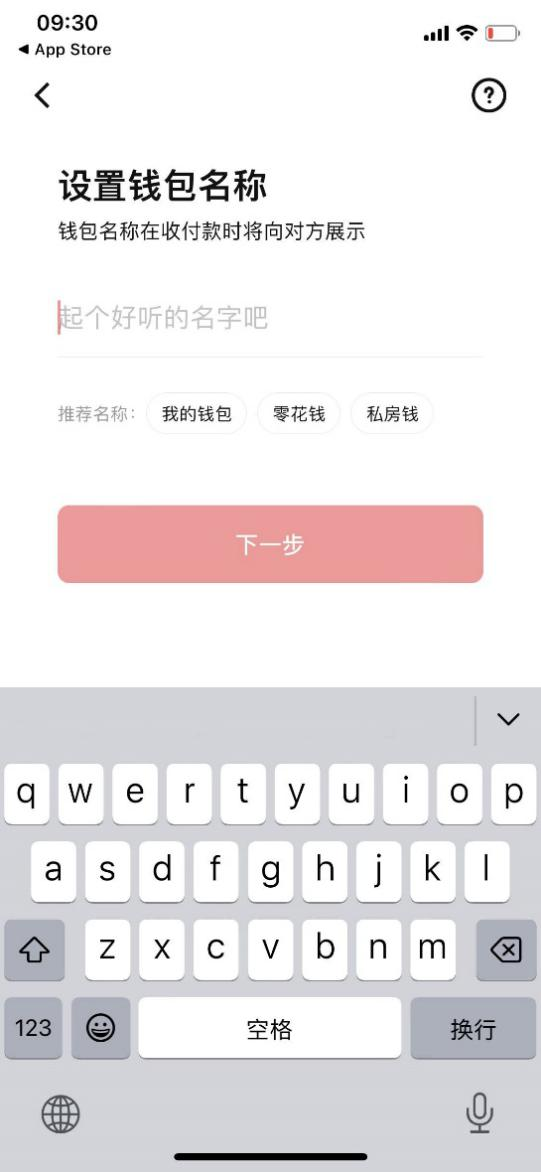 09:30
◀ App Store
设置钱包名称
钱包名称在收付款时将向对方展示
起个好听的名字吧
推荐名称: 我的钱包 零花钱 私房钱
下一步
q w e r t y u i o p
a s d f g h j k l
z x c v b n m
123 空格 换行